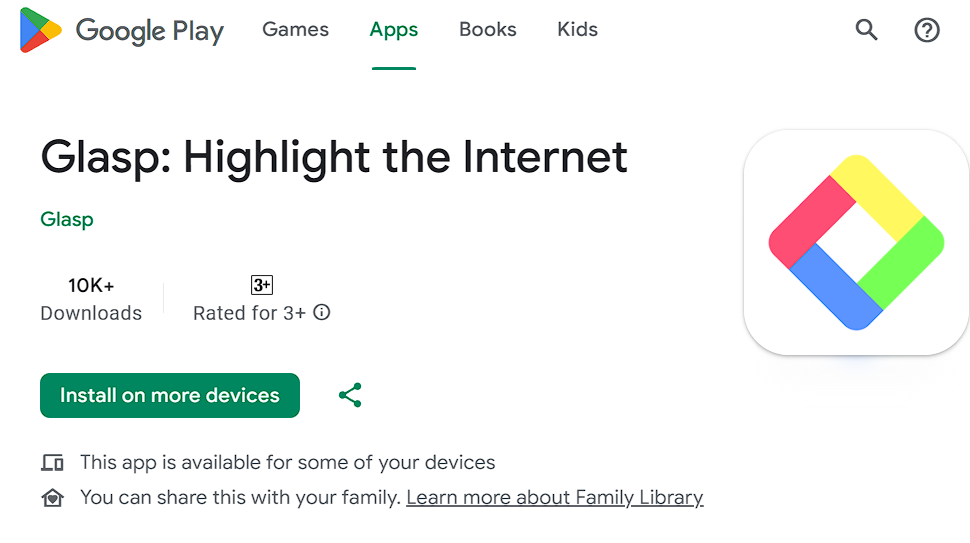 Google Play Games Apps Books Kids
Glasp: Highlight the Internet
Glasp
10K+
Downloads
3+
Rated for 3+
Install on more devices
This app is available for some of your devices
You can share this with your family. Learn more about Family Library